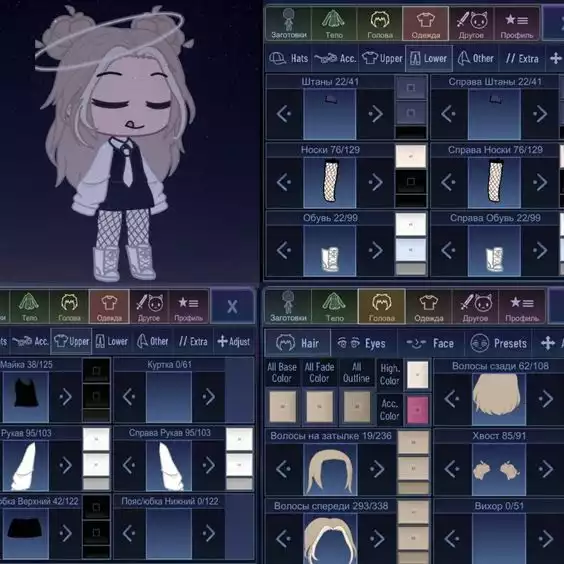 Заготовки Тело Голова Одежда Другое Профиль
Hats Acc. Upper Lower Other // Extra
Штаны 22/41 Справа Штаны 22/41
Носки 76/129 Справа Носки 76/129
Обувь 22/99 Справа Обувь 22/99
Тело Голова Одежда Другое Профиль X
Acc. Upper Lower Other // Extra Adjust
Майка 38/125 Куртка 0/61
Рукав 95/103 Справа Рукав 95/103
Верхний 42/122 Пояс/юбка Нижний 0/122
Заготовки Тело Голова Одежда Другое Профиль
Hair Eyes Face Presets
All Base Color All Fade Color All Outline High. Color Волосы сзади 62/108
Acc. Color
Волосы на затылке 19/236 Хвост 85/91
Волосы спереди 293/338 Вихор 0/51